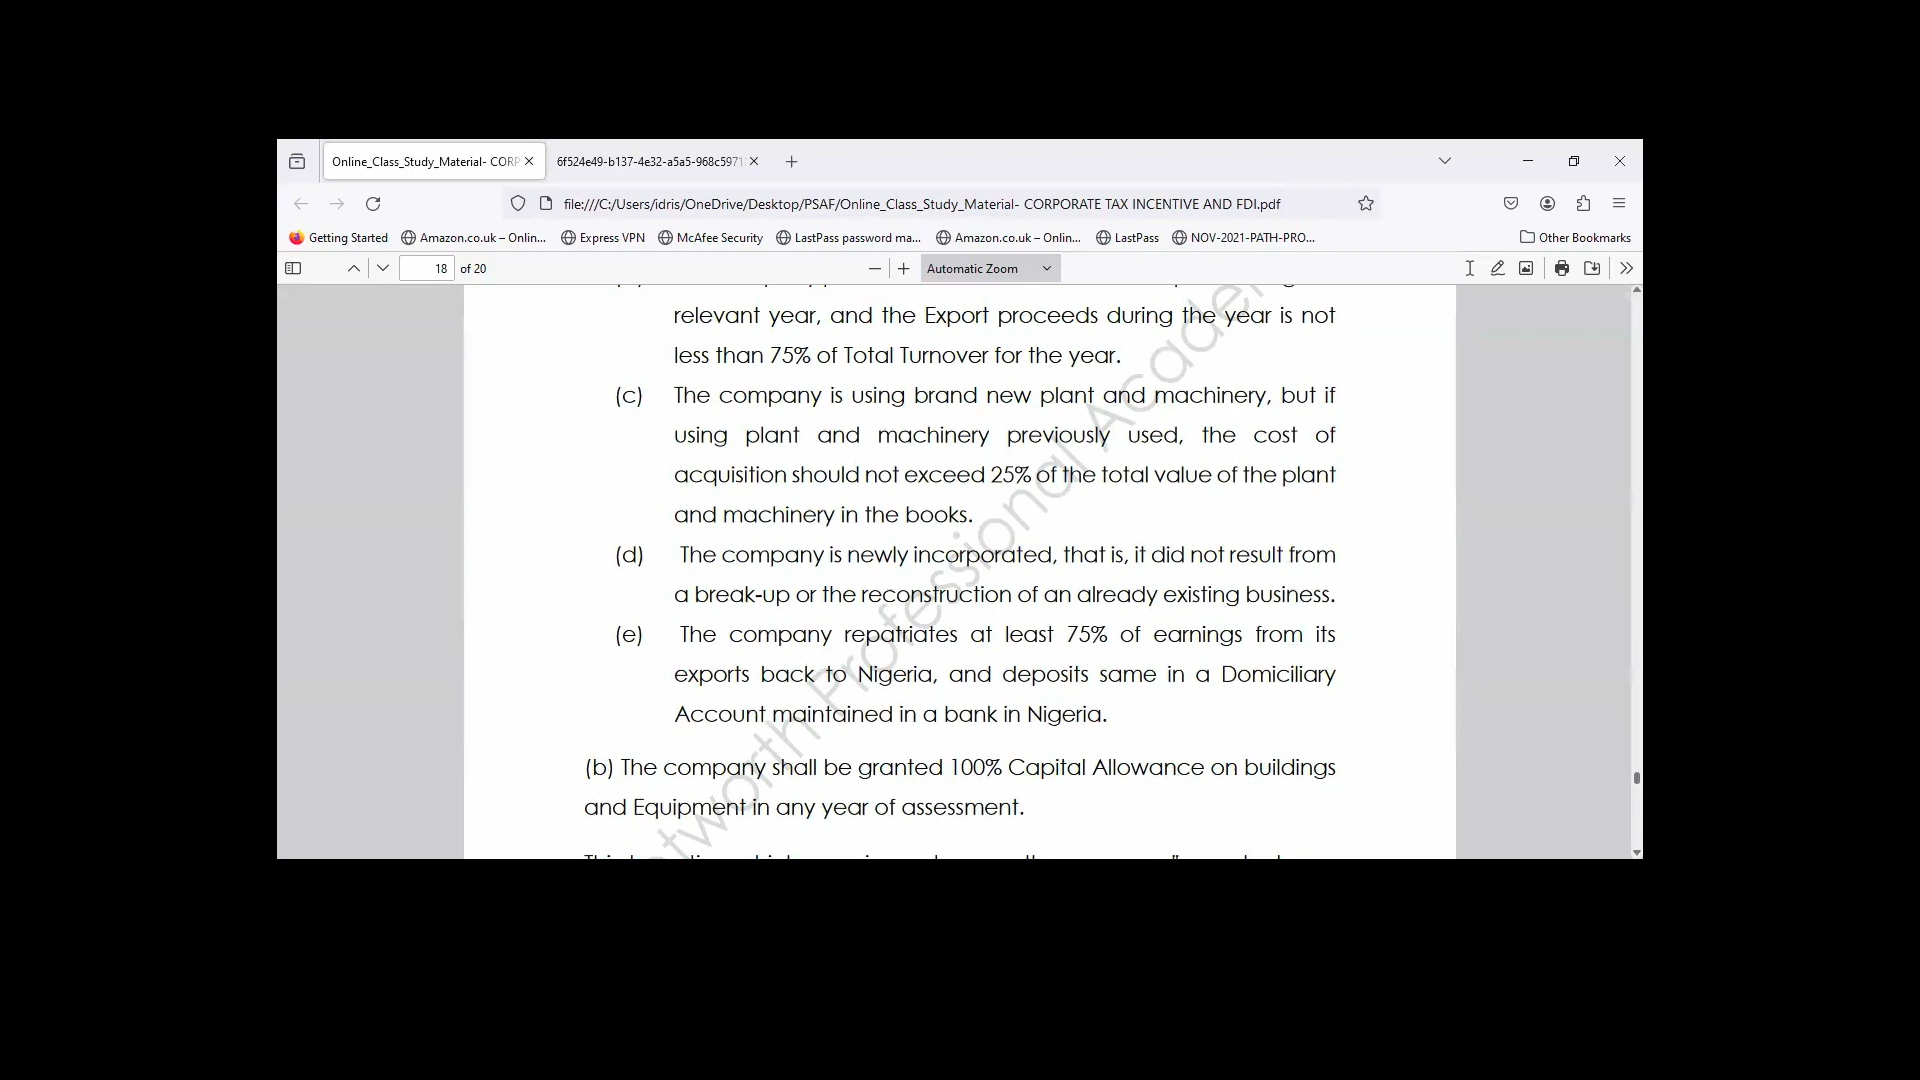 Online_Class_Study_Material- CORP
6f524e49-b137-4e32-a5a5-968c5971
file:///C:/Users/idris/OneDrive/Desktop/PSAF/Online_Class_Study_Material- CORPORATE TAX INCENTIVE AND FDI.pdf
Getting Started Amazon.co.uk – Onlin... Express VPN McAfee Security LastPass password ma... Amazon.co.uk – Onlin... LastPass NOV-2021-PATH-PRO... Other Bookmarks
18 of 20 Automatic Zoom
relevant year, and the Export proceeds during the year is not
less than 75% of Total Turnover for the year.
(c) The company is using brand new plant and machinery, but if
using plant and machinery previously used, the cost of
acquisition should not exceed 25% of the total value of the plant
and machinery in the books.
(d) The company is newly incorporated, that is, it did not result from
a break-up or the reconstruction of an already existing business.
(e) The company repatriates at least 75% of earnings from its
exports back to Nigeria, and deposits same in a Domiciliary
Account maintained in a bank in Nigeria.
(b) The company shall be granted 100% Capital Allowance on buildings
and Equipment in any year of assessment.
Professional